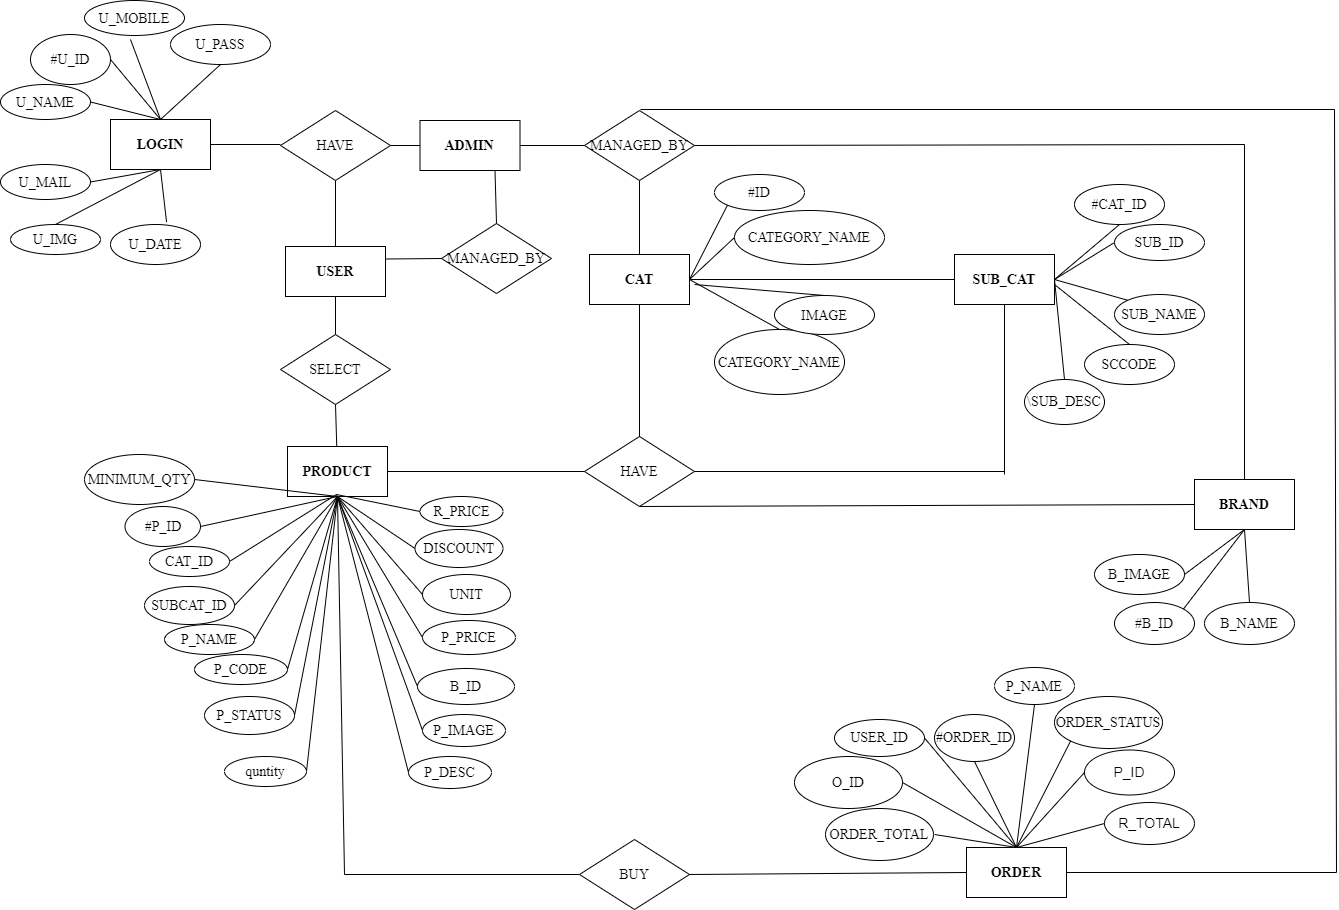 U_MOBILE
U_PASS
#U_ID
U_NAME
LOGIN
HAVE
ADMIN
MANAGED_BY
U_MAIL
U_IMG
U_DATE
USER
MANAGED_BY
#ID
CATEGORY_NAME
CAT
IMAGE
CATEGORY_NAME
#CAT_ID
SUB_ID
SUB_CAT
SUB_NAME
SCCODE
\SUB_DESC
SELECT
PRODUCT
HAVE
BRAND
MINIMUM_QTY
#P_ID
CAT_ID
SUBCAT_ID
P_NAME
P_CODE
P_STATUS
quntity
R_PRICE
DISCOUNT
UNIT
P_PRICE
B_ID
P_IMAGE
P_DESC
B_IMAGE
#B_ID
B_NAME
P_NAME
ORDER_STATUS
USER_ID
#ORDER_ID
P_ID
O_ID
R_TOTAL
ORDER_TOTAL
BUY
ORDER